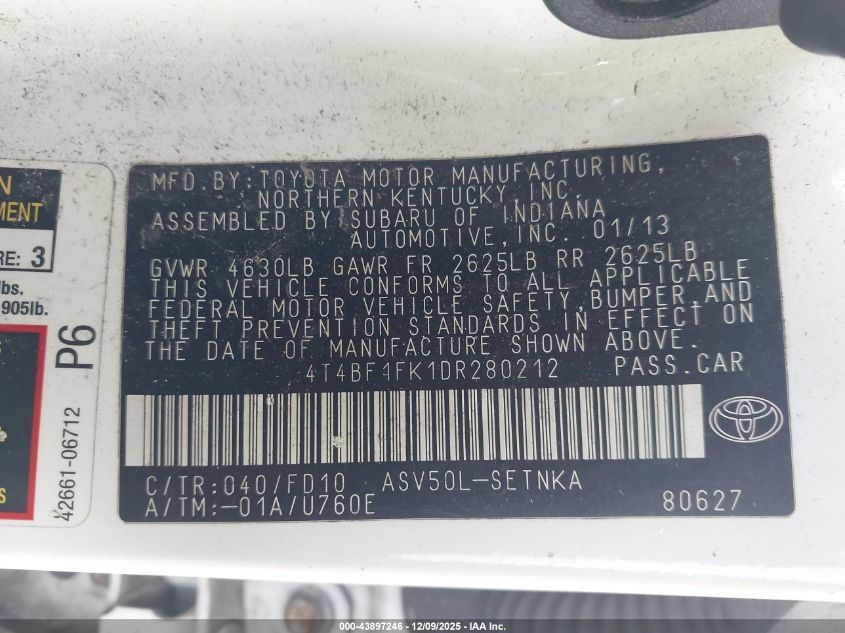 N
MENT
RE: 3
lbs.
905lb.
P6
42661-06712
S
MFD.BY:TOYOTA MOTOR MANUFACTURING,
NORTHERN KENTUCKY,INC.
ASSEMBLED BY SUBARU OF INDIANA
AUTOMOTIVE,INC. 01/13
GVWR 4630LB GAWR FR 2625LB RR 2625LB
THIS VEHICLE CONFORMS TO ALL APPLICABLE
FEDERAL MOTOR VEHICLE SAFETY,BUMPER,AND
THEFT PREVENTION STANDARDS IN EFFECT ON
THE DATE OF MANUFACTURE SHOWN ABOVE.
4T4BF1FK1DR280212 PASS.CAR
C/TR:040/FD10 ASV50L-SETNKA
A/TM:-01A/U760E 80627
000-43897246 - 12/09/2025 - IAA Inc.